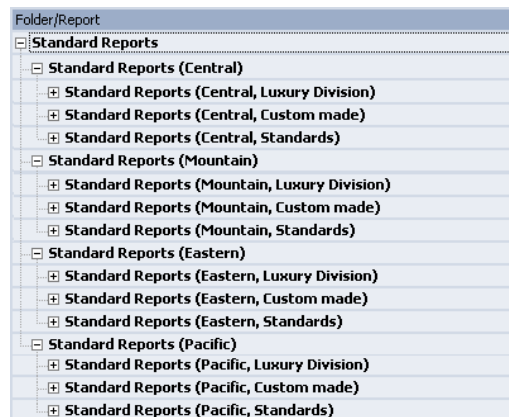 Folder/Report
Standard Reports
Standard Reports (Central)
Standard Reports (Central, Luxury Division)
Standard Reports (Central, Custom made)
Standard Reports (Central, Standards)
Standard Reports (Mountain)
Standard Reports (Mountain, Luxury Division)
Standard Reports (Mountain, Custom made)
Standard Reports (Mountain, Standards)
Standard Reports (Eastern)
Standard Reports (Eastern, Luxury Division)
Standard Reports (Eastern, Custom made)
Standard Reports (Eastern, Standards)
Standard Reports (Pacific)
Standard Reports (Pacific, Luxury Division)
Standard Reports (Pacific, Custom made)
Standard Reports (Pacific, Standards)